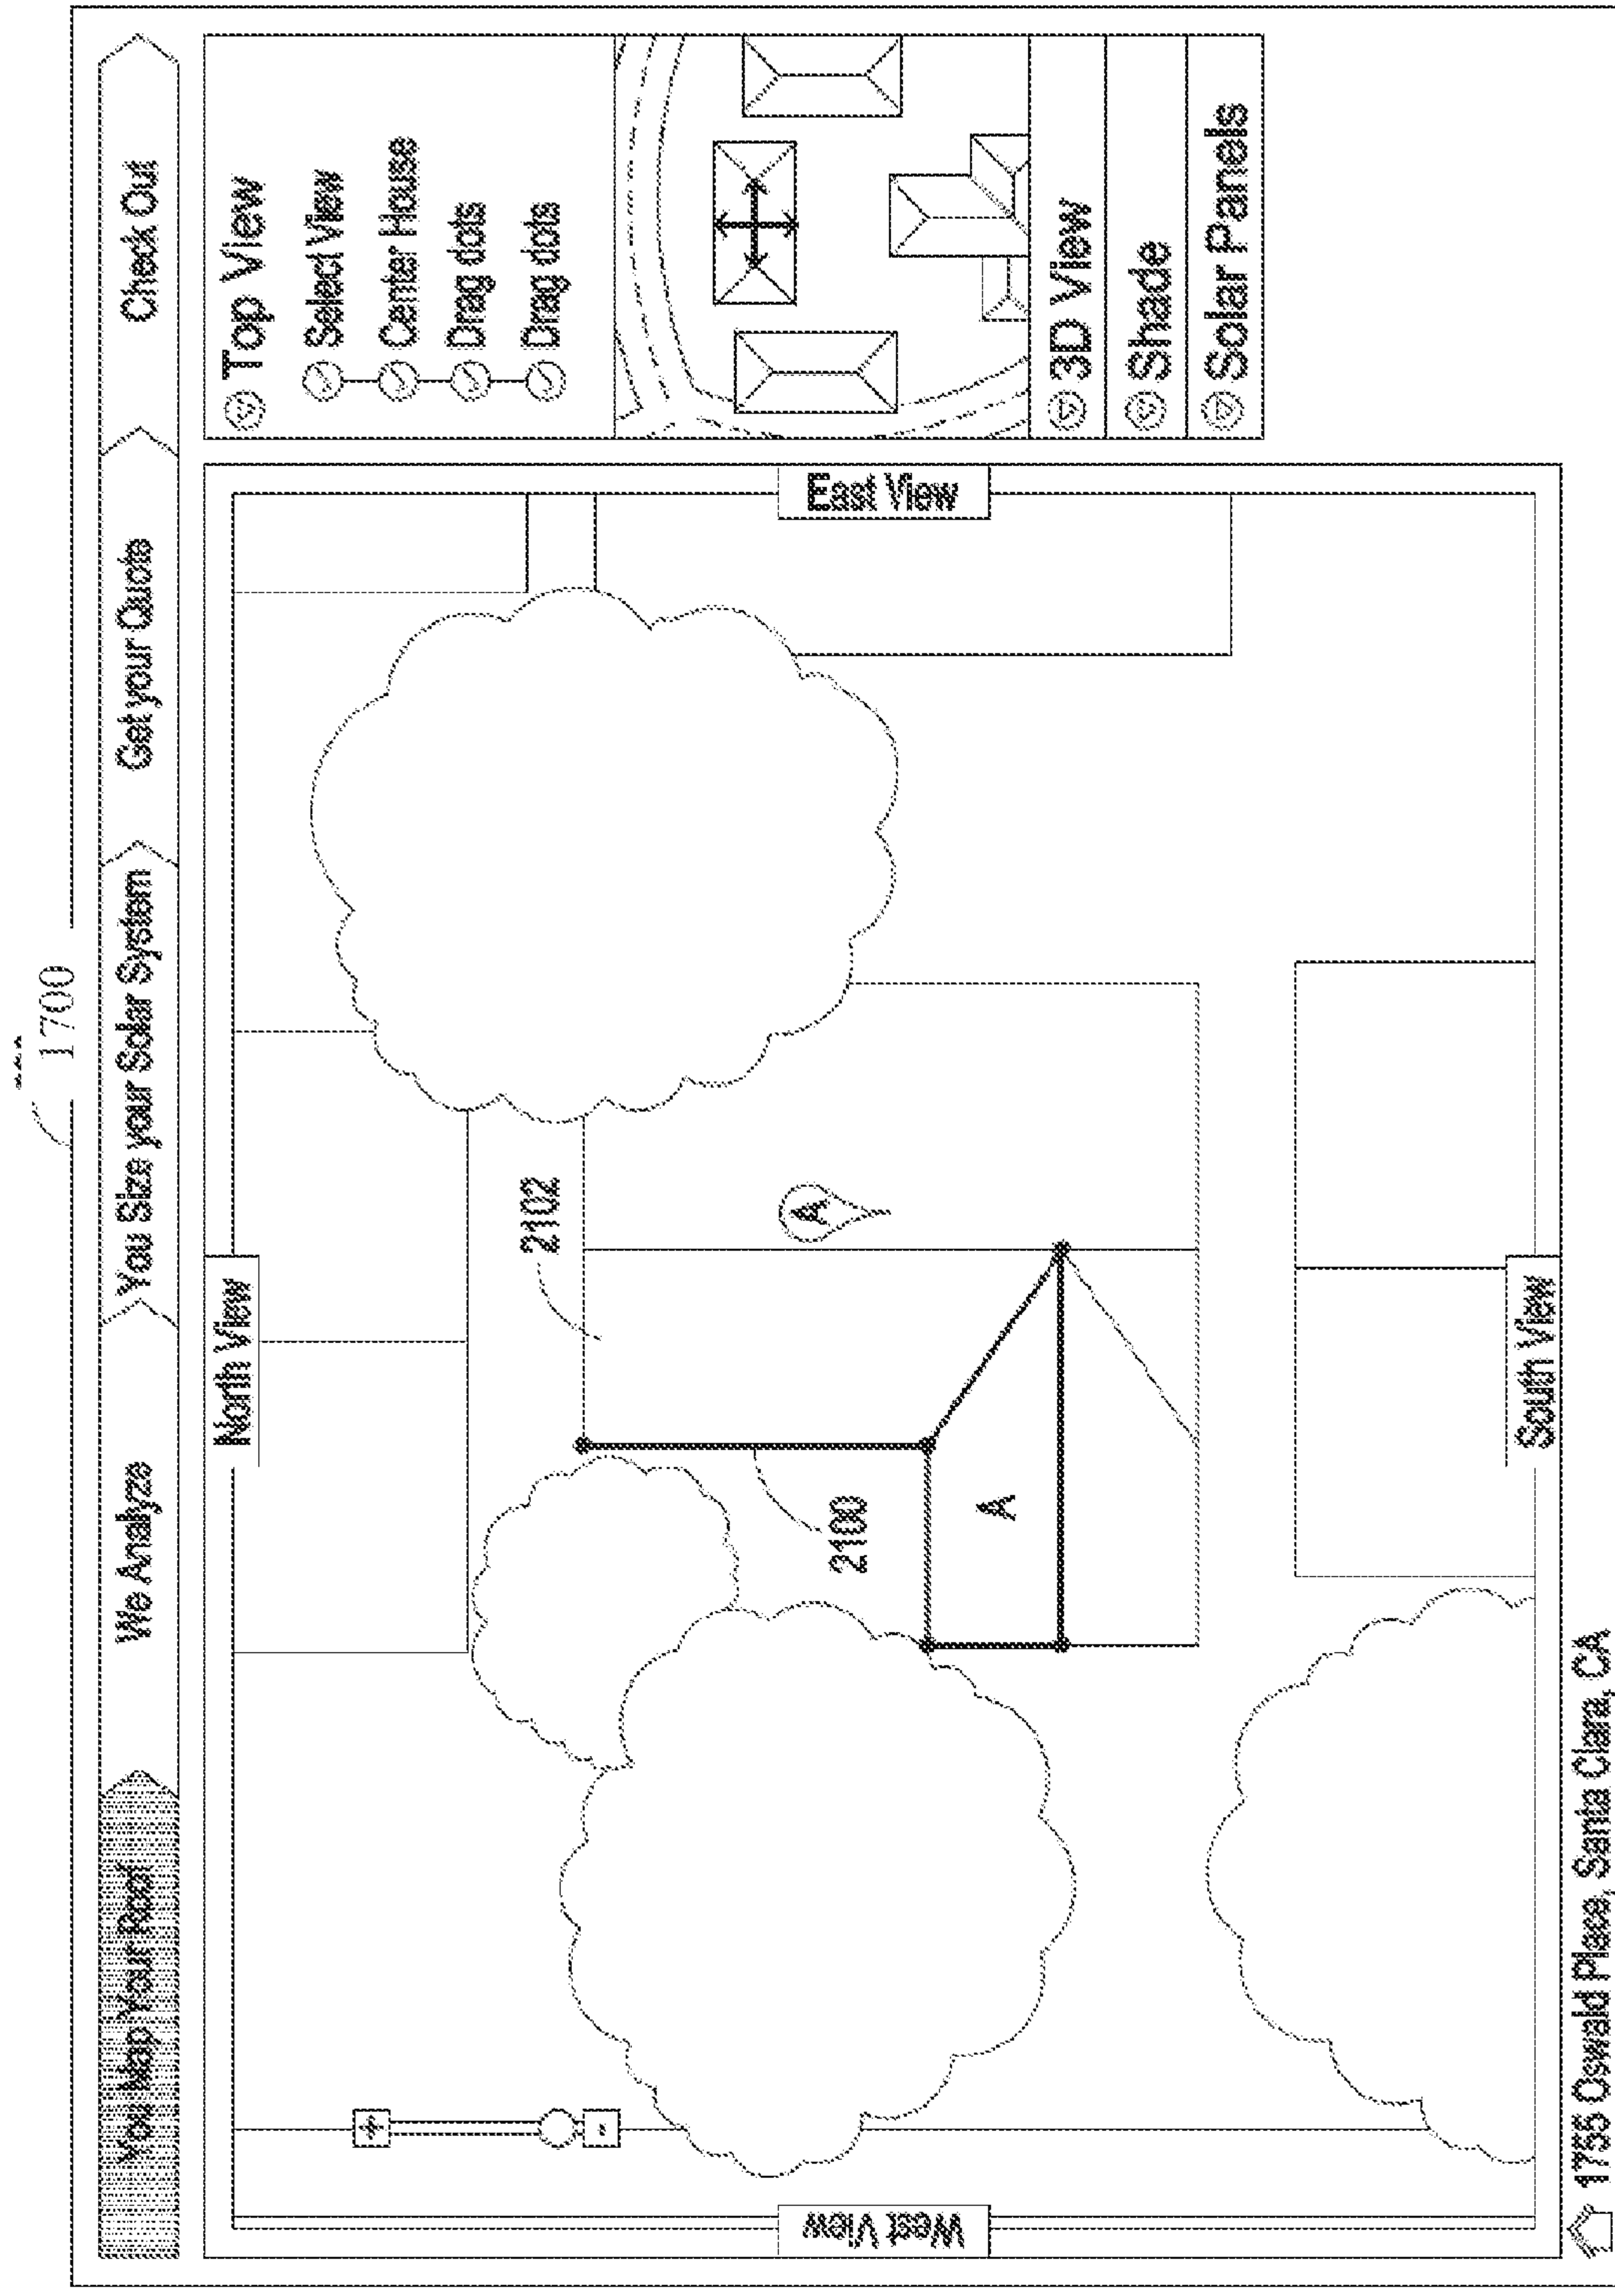 1700
You Map Your Roof
We Analyze
You Size your Solar System
Get your Quote
Check Out
North View
West View
East View
South View
2102
2100
A
A
+
-
Top View
Select View
Center House
Drag dots
Drag dots
3D View
Shade
Solar Panels
1755 Oswald Place, Santa Clara, CA